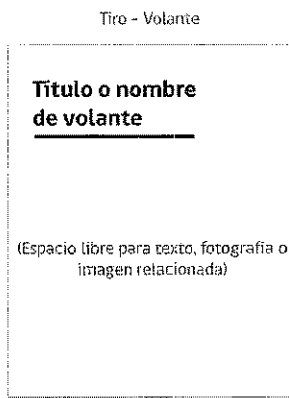 Tiro - Volante
Título o nombre
de volante
(Espacio libre para texto, fotografía o
imagen relacionada)